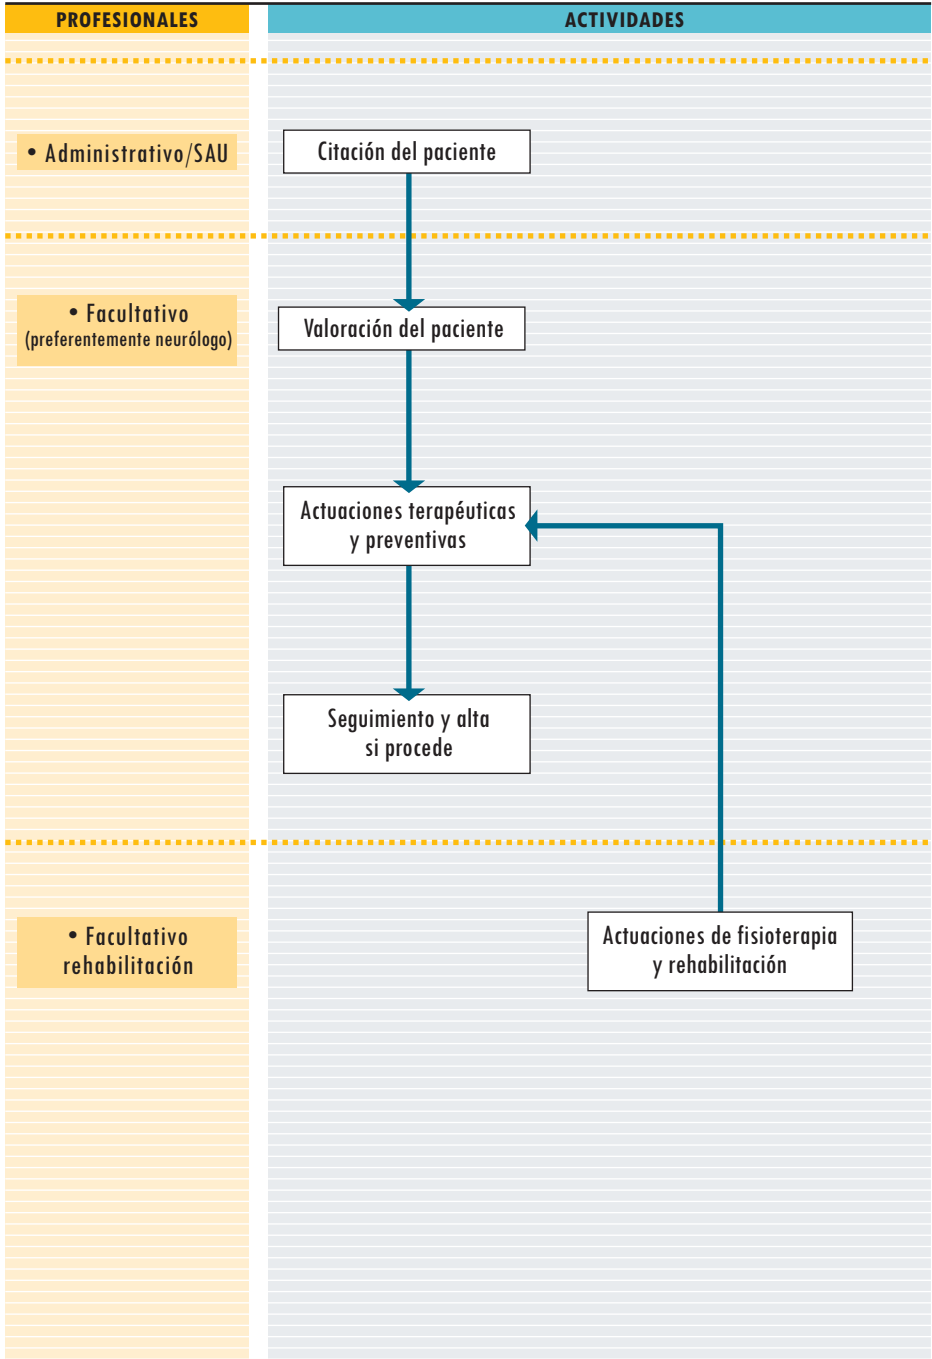 PROFESIONALES
ACTIVIDADES
• Administrativo/SAU
Citación del paciente
• Facultativo
(preferentemente neurólogo)
Valoración del paciente
Actuaciones terapéuticas
y preventivas
Seguimiento y alta
si procede
• Facultativo
rehabilitación
Actuaciones de fisioterapia
y rehabilitación